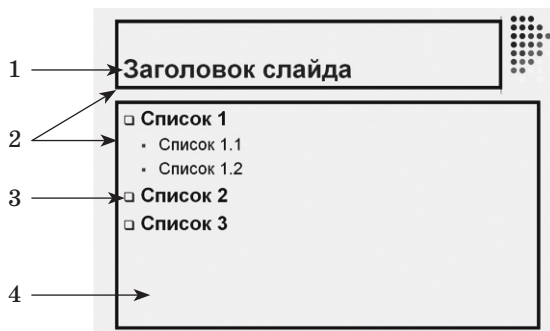 1
Заголовок слайда
2
Список 1
Список 1.1
Список 1.2
3
Список 2
Список 3
4